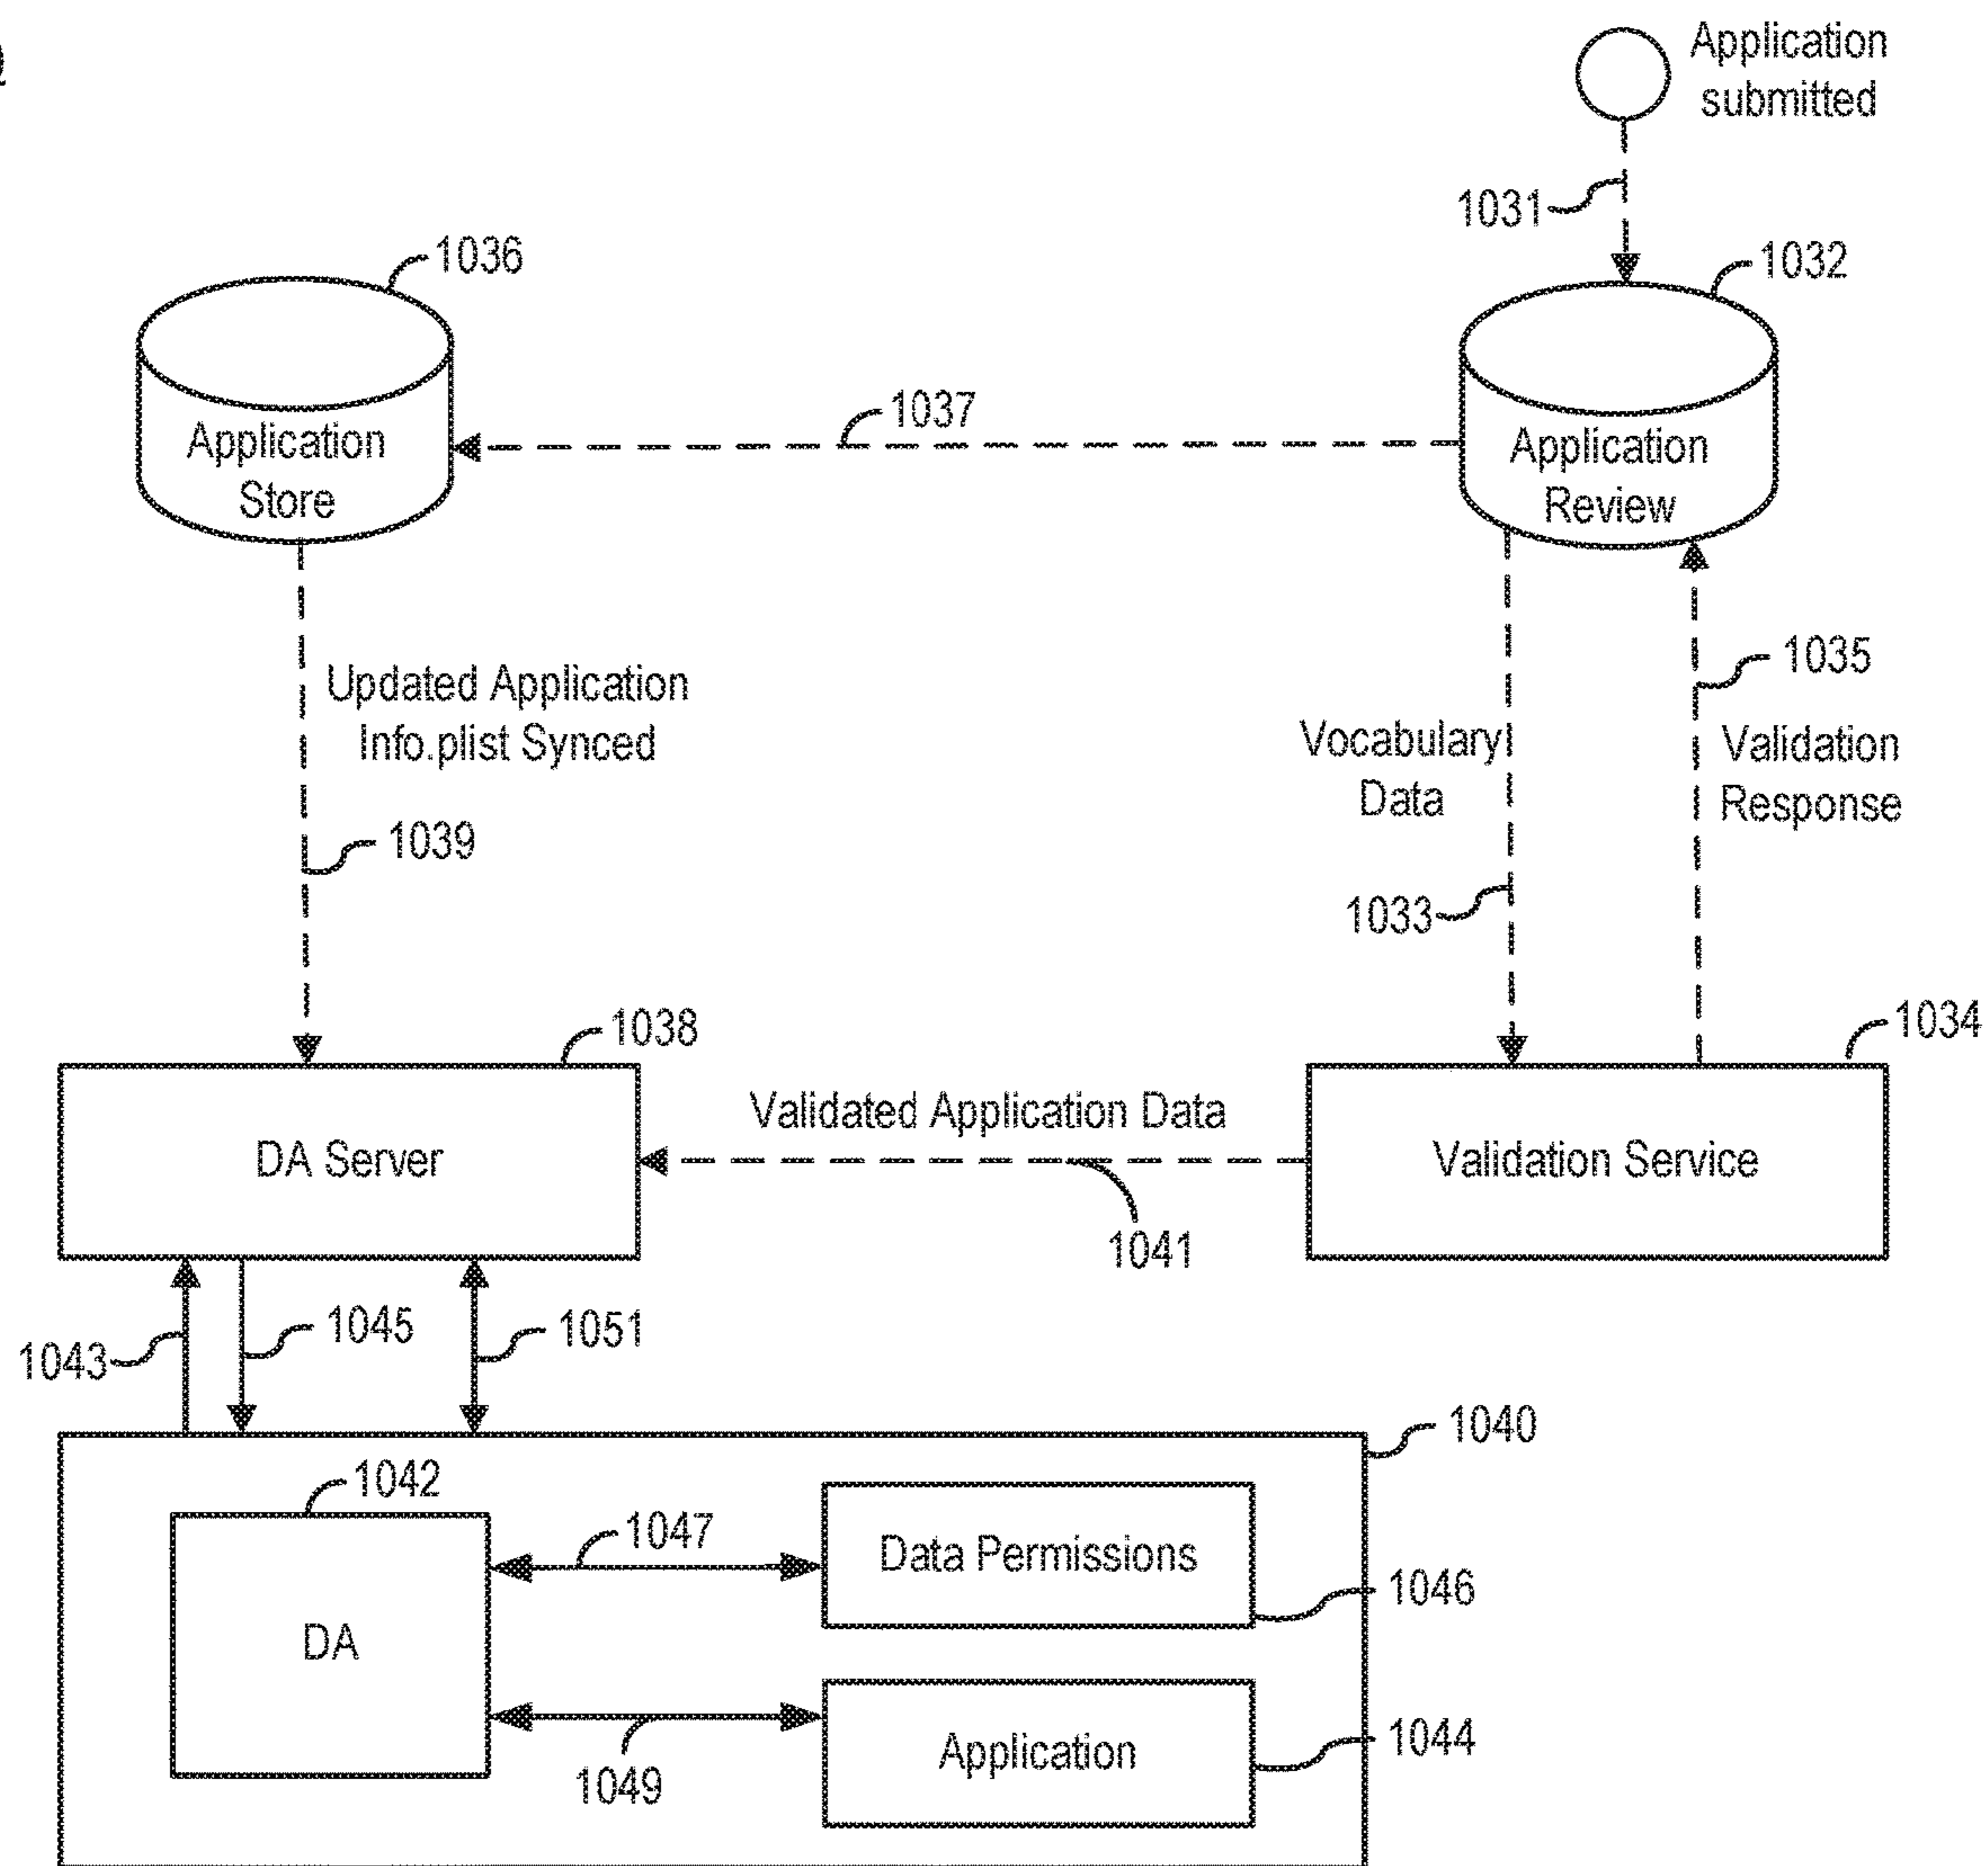 Application
submitted
1031
1036
1032
1037
Application
Store
Application
Review
1035
Updated Application
Info.plist Synced
Vocabulary
Data
Validation
Response
1039
1033
1038
1034
Validated Application Data
DA Server
Validation Service
1041
1045
1051
1043
1040
1042
1047
Data Permissions
1046
DA
1044
Application
1049